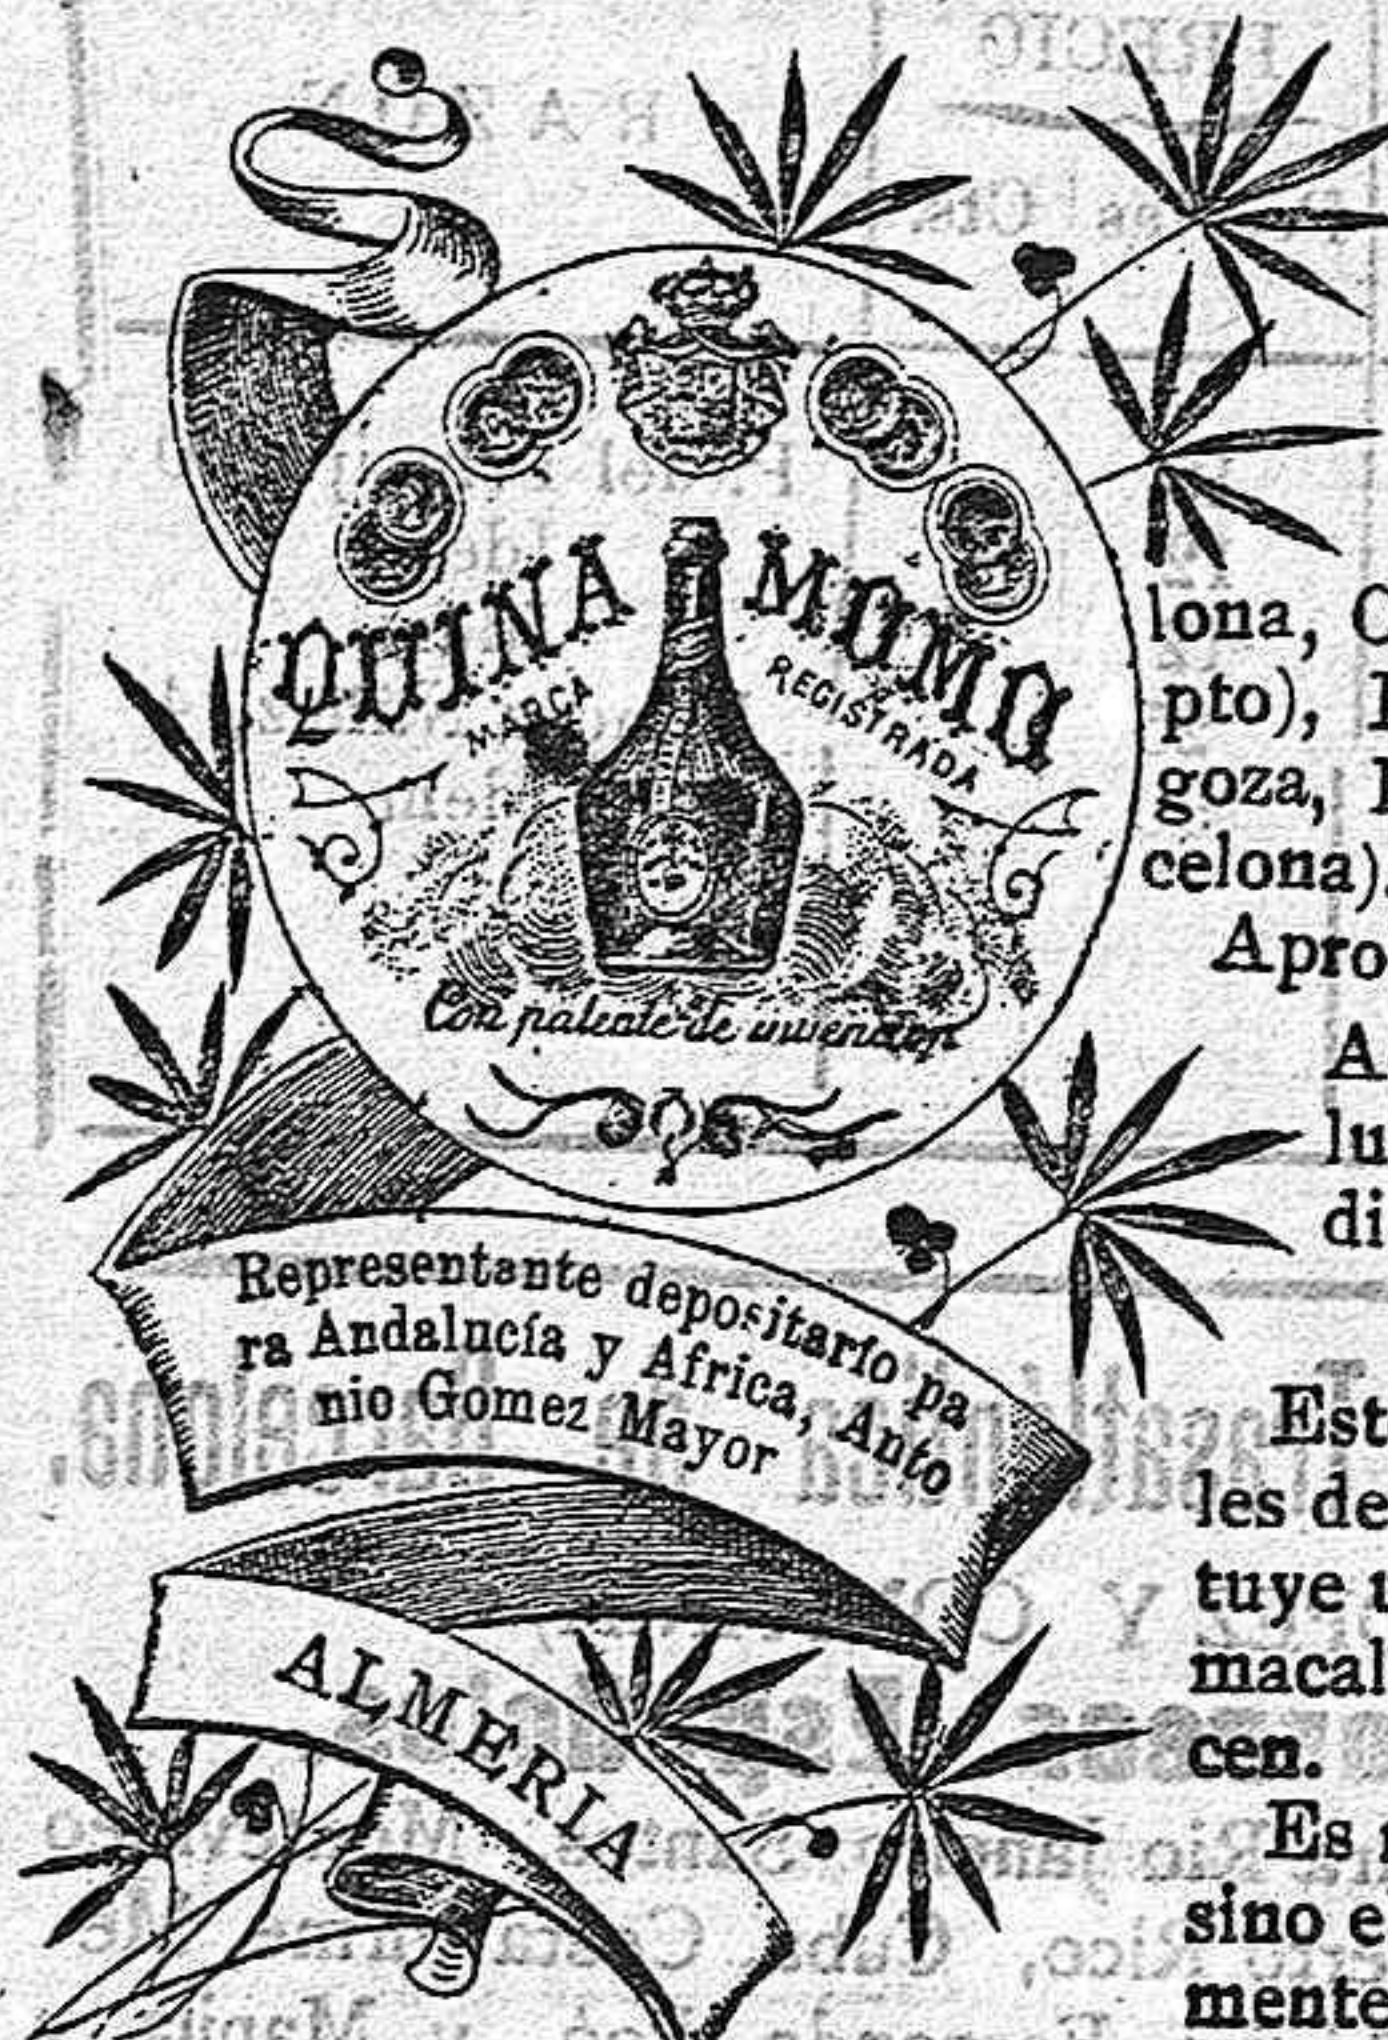 QUINA MOMO
MARCA REGISTRADA
Con patente de invencion
Representante depositario pa
ra Andalucía y Africa, Anto
nio Gomez Mayor
ALMERIA
lona, C
pto),
goza,
celona).
Apro
A
lu
di
Est
les de
tuye
macal
cen.
Es
sino e
mente